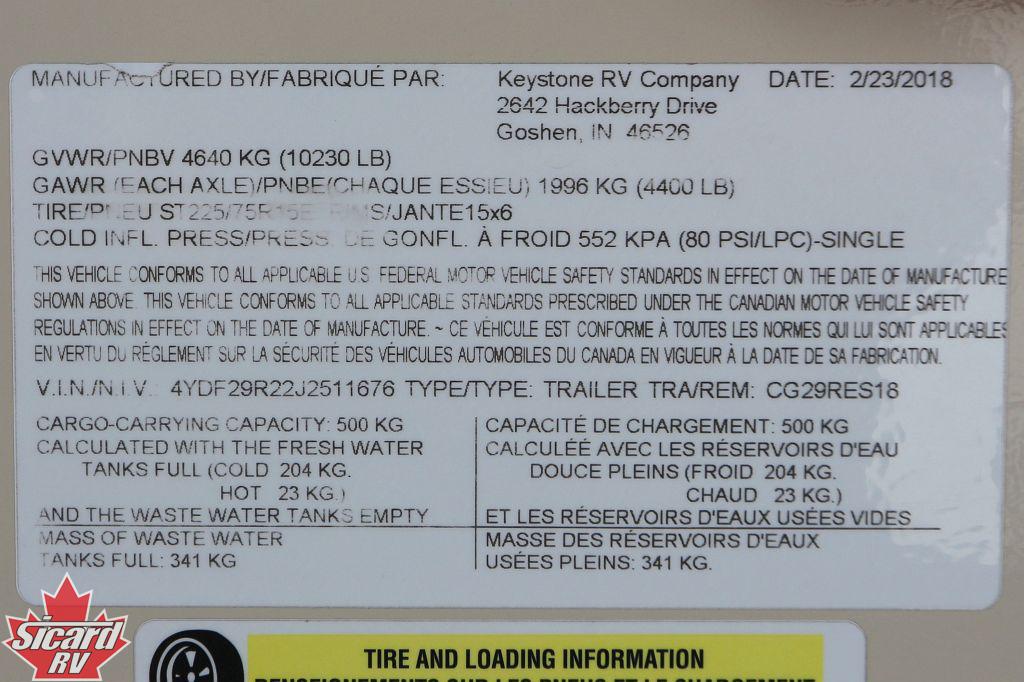 MANUFACTURED BY/FABRIQUÉ PAR: Keystone RV Company DATE: 2/23/2018
2642 Hackberry Drive
Goshen, IN 46526
GVWR/PNBV 4640 KG (10230 LB)
GAWR (EACH AXLE)/PNBE(CHAQUE ESSIEU) 1996 KG (4400 LB)
TIRE/PNEU ST225/75R15E RIMS/JANTE15x6
COLD INFL. PRESS/PRESS. DE GONFL. À FROID 552 KPA (80 PSI/LPC)-SINGLE
THIS VEHICLE CONFORMS TO ALL APPLICABLE U.S. FEDERAL MOTOR VEHICLE SAFETY STANDARDS IN EFFECT ON THE DATE OF MANUFACTURE
SHOWN ABOVE. THIS VEHICLE CONFORMS TO ALL APPLICABLE STANDARDS PRESCRIBED UNDER THE CANADIAN MOTOR VEHICLE SAFETY
REGULATIONS IN EFFECT ON THE DATE OF MANUFACTURE. ~ CE VÉHICULE EST CONFORME À TOUTES LES NORMES QUI LUI SONT APPLICABLES
EN VERTU DU RÉGLEMENT SUR LA SÉCURITÉ DES VÉHICULES AUTOMOBILES DU CANADA EN VIGUEUR À LA DATE DE SA FABRICATION.
V.I.N./N.I.V.: 4YDF29R22J2511676 TYPE/TYPE: TRAILER TRA/REM: CG29RES18
CARGO-CARRYING CAPACITY: 500 KG
CALCULATED WITH THE FRESH WATER
TANKS FULL (COLD 204 KG.
HOT 23 KG.)
AND THE WASTE WATER TANKS EMPTY
MASS OF WASTE WATER
TANKS FULL: 341 KG
CAPACITÉ DE CHARGEMENT: 500 KG
CALCULÉÉ AVEC LES RÉSERVOIRS D'EAU
DOUCE PLEINS (FROID 204 KG.
CHAUD 23 KG.)
ET LES RÉSERVOIRS D'EAUX USÉES VIDES
MASSE DES RÉSERVOIRS D'EAUX
USÉES PLEINS: 341 KG.
Sicard
RV
TIRE AND LOADING INFORMATION
RENSEIGNEMENTS SUR LES PNEUS ET LE CHARGEMENT